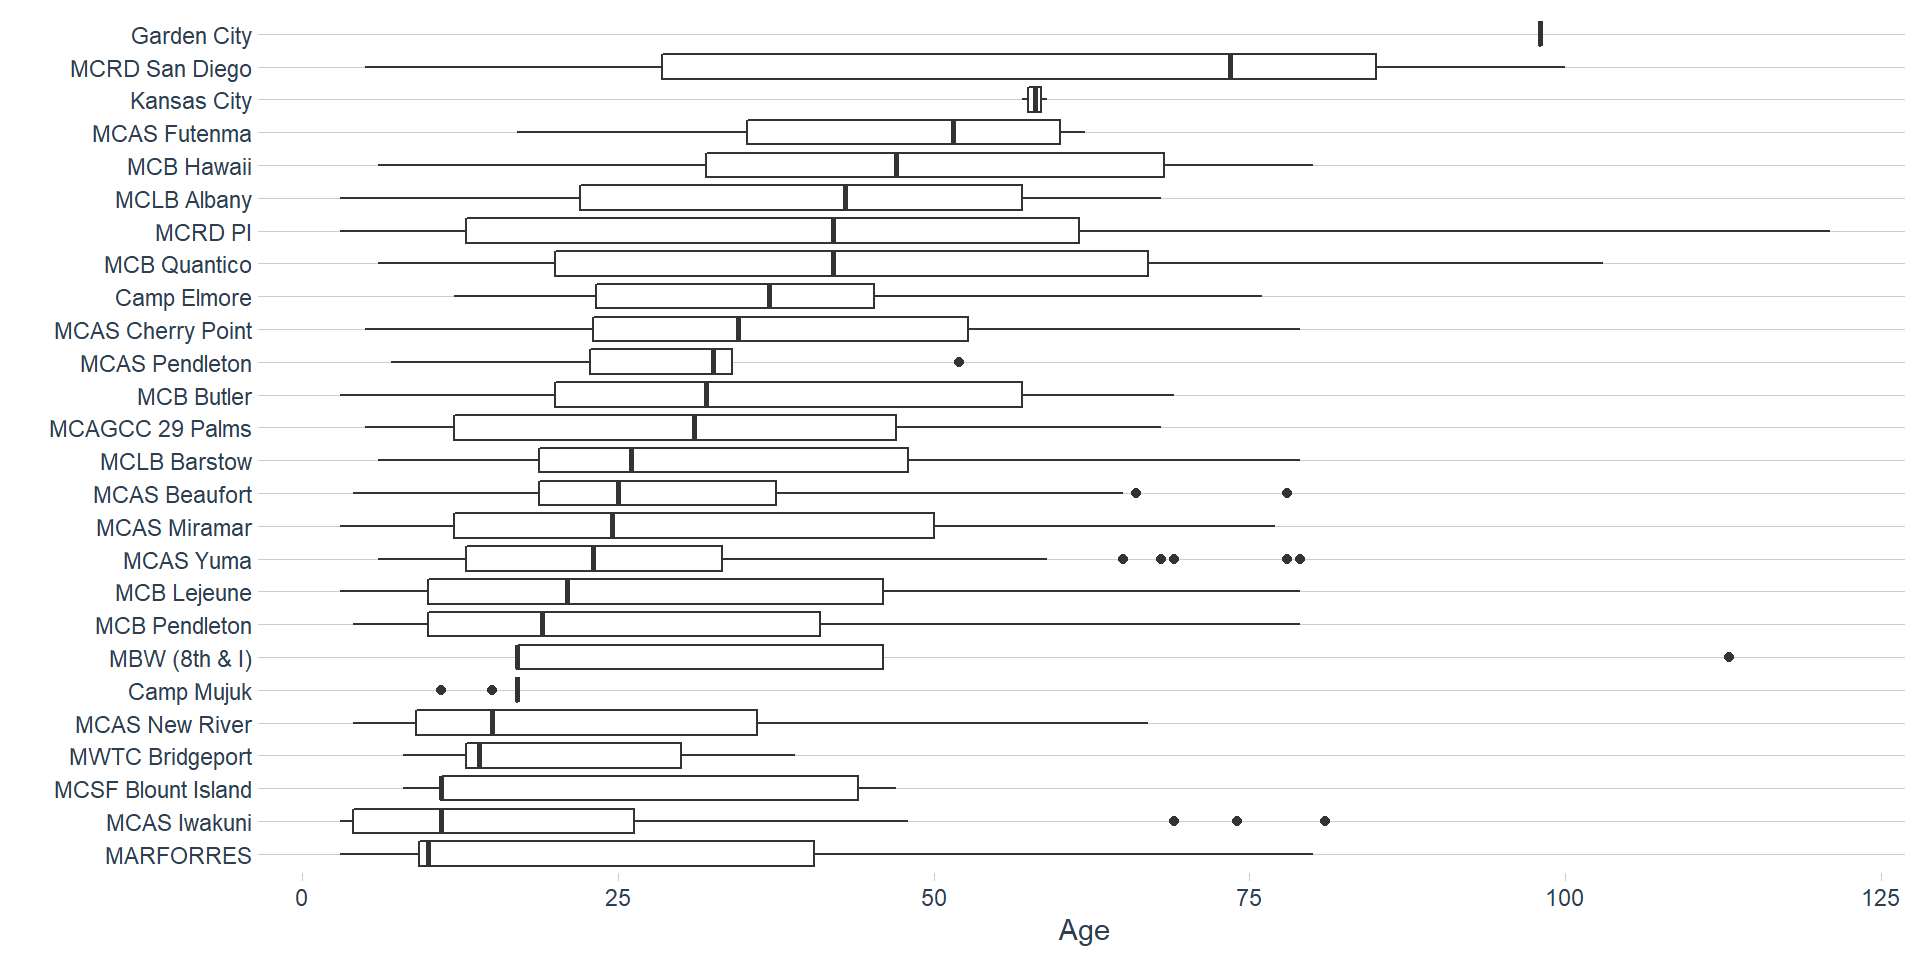 Garden City
MCRD San Diego
Kansas City
MCAS Futenma
MCB Hawaii
MCLB Albany
MCRD PI
MCB Quantico
Camp Elmore
MCAS Cherry Point
MCAS Pendleton
MCB Butler
MCAGCC 29 Palms
MCLB Barstow
MCAS Beaufort
MCAS Miramar
MCAS Yuma
MCB Lejeune
MCB Pendleton
MBW (8th & I)
Camp Mujuk
MCAS New River
MWTC Bridgeport
MCSF Blount Island
MCAS Iwakuni
MARFORRES
0 25 50 75 100 125
Age